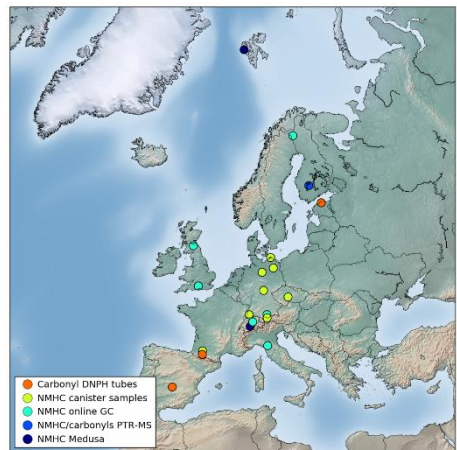 Carbonyl DNPH tubes
NMHC canister samples
NMHC online GC
NMHC/carbonyls PTR-MS
NMHC Medusa